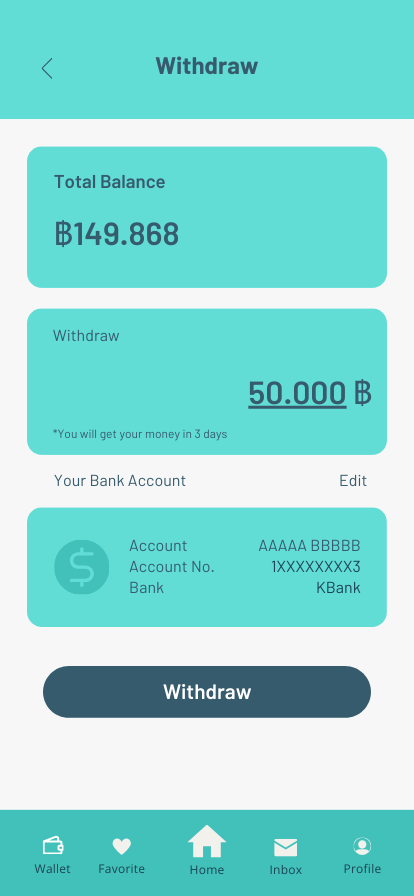 Withdraw
Total Balance
฿149.868
Withdraw
50.000 ฿
*You will get your money in 3 days
Your Bank Account Edit
Account AAAAA BBBBB
Account No. 1XXXXXXXX3
Bank KBank
Withdraw
Wallet Favorite Home Inbox Profile